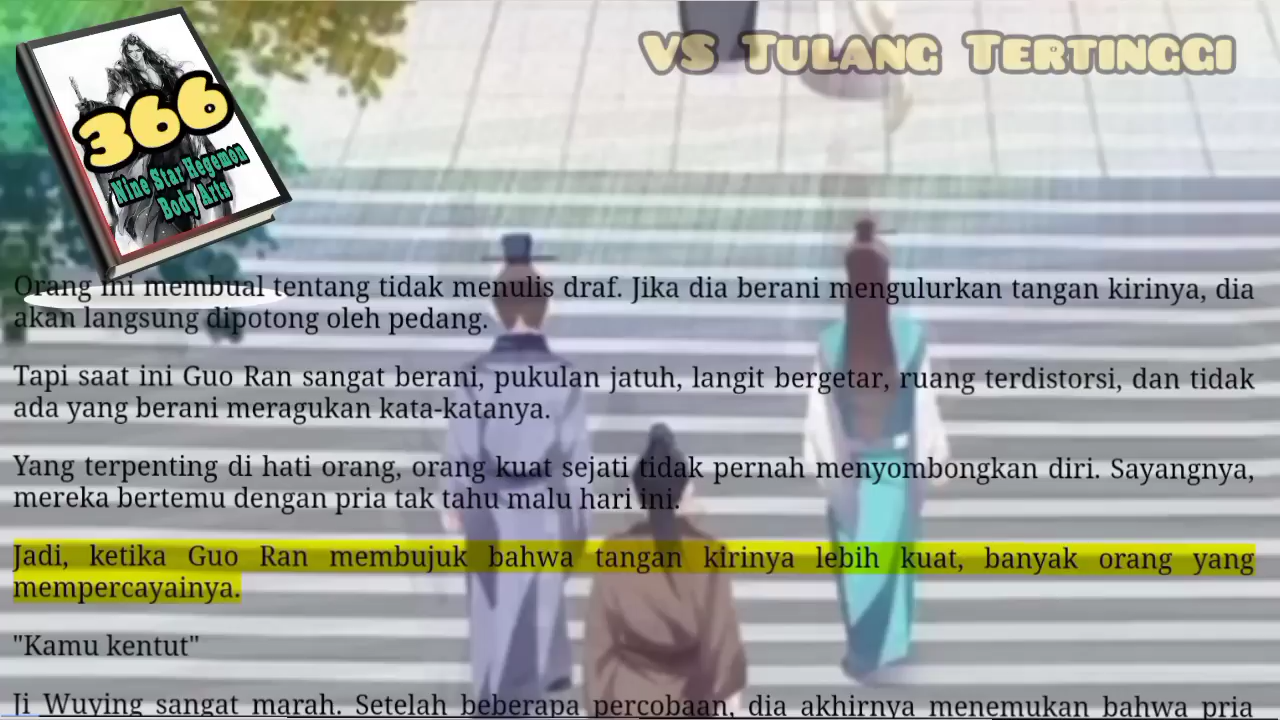 VS TULANG TERTINGGI
366
Nine Star Hegemon
Body Arts
Orang ini membual tentang tidak menulis draf. Jika dia berani mengulurkan tangan kirinya, dia
akan langsung dipotong oleh pedang.
Tapi saat ini Guo Ran sangat berani, pukulan jatuh, langit bergetar, ruang terdistorsi, dan tidak
ada yang berani meragukan kata-katanya.
Yang terpenting di hati orang, orang kuat sejati tidak pernah menyombongkan diri. Sayangnya,
mereka bertemu dengan pria tak tahu malu hari ini.
Jadi, ketika Guo Ran membujuk bahwa tangan kirinya lebih kuat, banyak orang yang
mempercayainya.
"Kamu kentut"
Ji Wuying sangat marah. Setelah beberapa percobaan, dia akhirnya menemukan bahwa pria